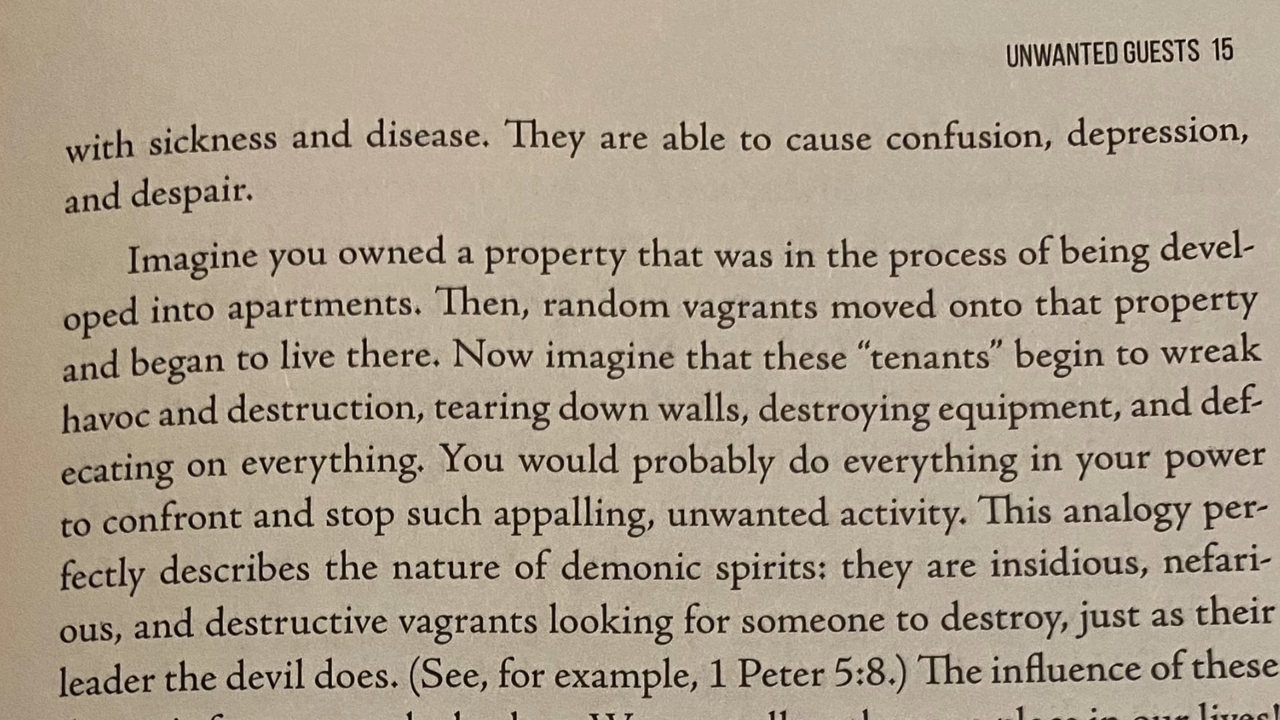 UNWANTED GUESTS 15
with sickness and disease. They are able to cause confusion, depression,
and despair.
Imagine you owned a property that was in the process of being devel-
oped into apartments. Then, random vagrants moved onto that property
and began to live there. Now imagine that these “tenants” begin to wreak
havoc and destruction, tearing down walls, destroying equipment, and def-
ecating on everything. You would probably do everything in your power
to confront and stop such appalling, unwanted activity. This analogy per-
fectly describes the nature of demonic spirits: they are insidious, nefari-
ous, and destructive vagrants looking for someone to destroy, just as their
leader the devil does. (See, for example, 1 Peter 5:8.) The influence of these
in our lives!